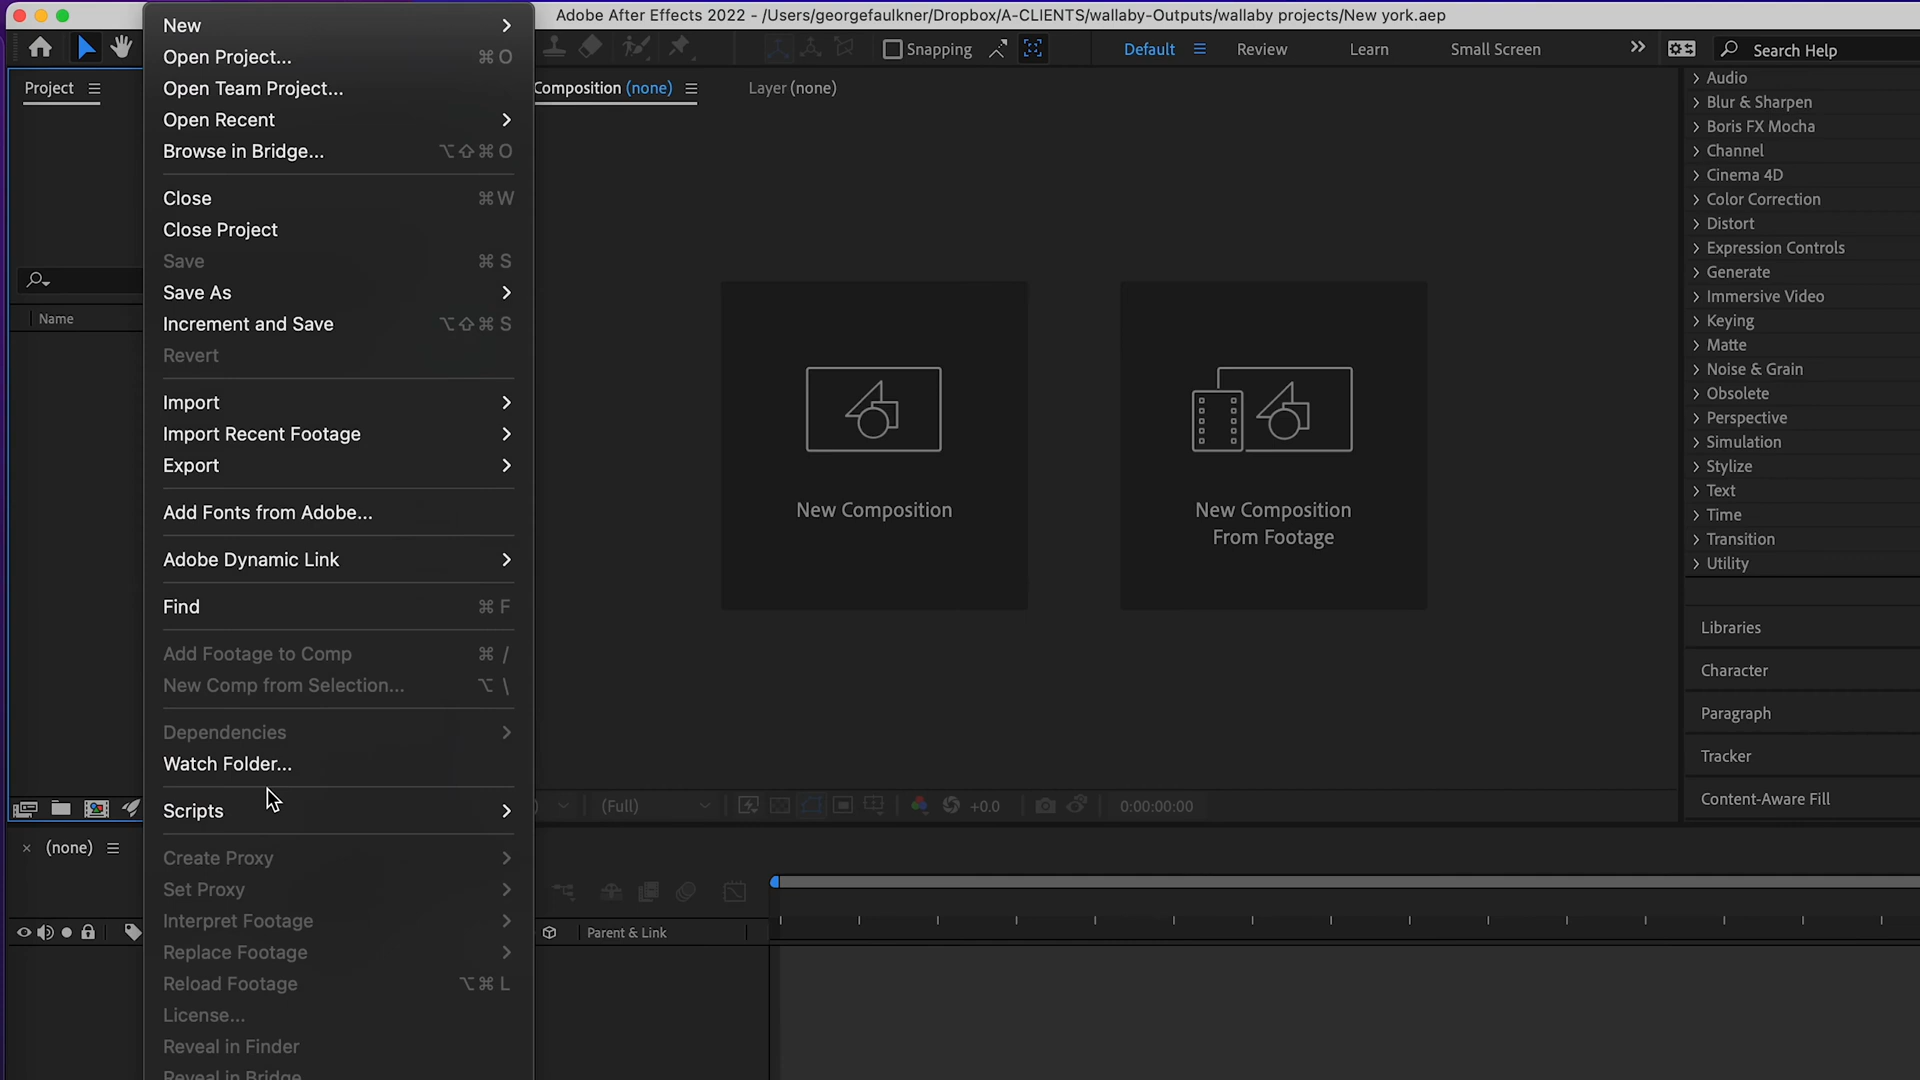 Adobe After Effects 2022 - /Users/georgefaulkner/Dropbox/A-CLIENTS/wallaby-Outputs/wallaby projects/New york.aep
Snapping
Default
Review
Learn
Small Screen
Search Help
Project
Name
New
Open Project... ⌘ O
Open Team Project...
Open Recent
Browse in Bridge... ⌥⇧⌘ O
Close ⌘W
Close Project
Save ⌘ S
Save As
Increment and Save ⌥⇧⌘ S
Revert
Import
Import Recent Footage
Export
Add Fonts from Adobe...
Adobe Dynamic Link
Find ⌘ F
Add Footage to Comp ⌘ /
New Comp from Selection... ⌥ \
Dependencies
Watch Folder...
Scripts
Create Proxy
Set Proxy
Interpret Footage
Replace Footage
Reload Footage ⌥⌘ L
License...
Reveal in Finder
Reveal in Bridge
Composition (none)
Layer (none)
New Composition
New Composition
From Footage
(Full)
+0.0
0:00:00:00
Audio
Blur & Sharpen
Boris FX Mocha
Channel
Cinema 4D
Color Correction
Distort
Expression Controls
Generate
Immersive Video
Keying
Matte
Noise & Grain
Obsolete
Perspective
Simulation
Stylize
Text
Time
Transition
Utility
Libraries
Character
Paragraph
Tracker
Content-Aware Fill
(none)
Parent & Link